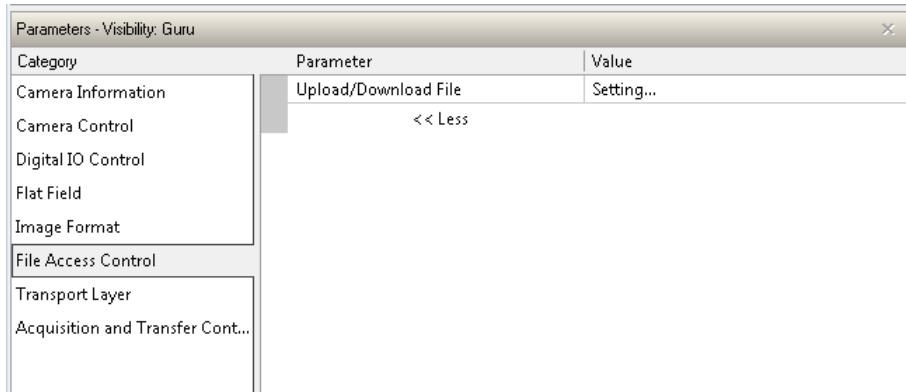 Parameters - Visibility: Guru
Category
Parameter
Value
Camera Information
Upload/Download File
Setting...
Camera Control
<< Less
Digital IO Control
Flat Field
Image Format
File Access Control
Transport Layer
Acquisition and Transfer Cont...